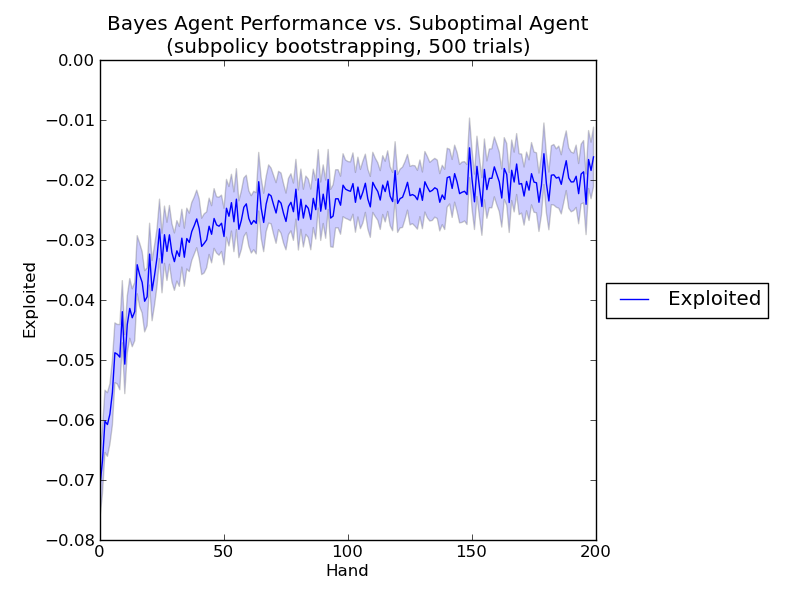 Bayes Agent Performance vs. Suboptimal Agent
(subpolicy bootstrapping, 500 trials)
0.00
−0.01
−0.02
−0.03
−0.04
−0.05
−0.06
−0.07
−0.08
Exploited
0 50 100 150 200
Hand
Exploited